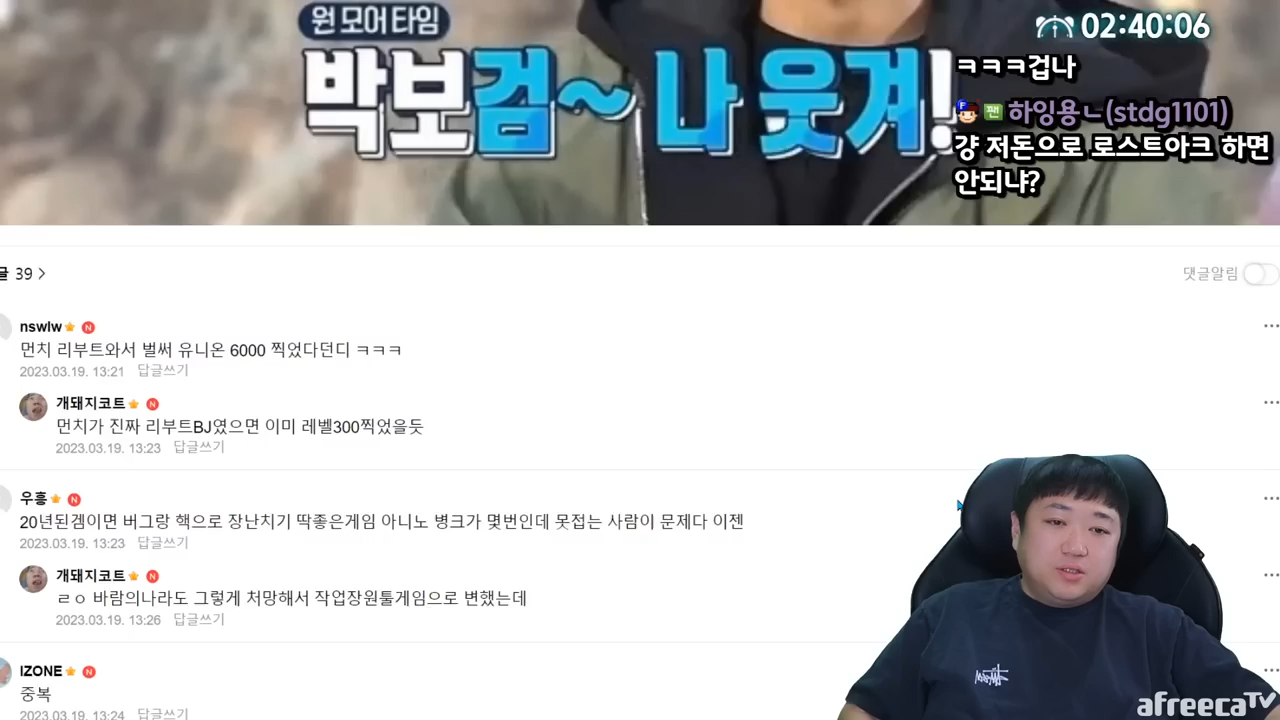 원 모어 타임
박보검~ 나 웃겨!
02:40:06
ㅋㅋㅋ겁나
F 팬 하잉용ㄴ(stdg1101)
걍 저돈으로 로스트아크 하면
안되냐?
글 39 >
댓글알림
nswlw N
먼치 리부트와서 벌써 유니온 6000 찍었다던디 ㅋㅋㅋ
2023.03.19. 13:21 답글쓰기
개돼지코트 N
먼치가 진짜 리부트BJ였으면 이미 레벨300찍었을듯
2023.03.19. 13:23 답글쓰기
우흥 N
20년된겜이면 버그랑 핵으로 장난치기 딱좋은게임 아니노 병크가 몇번인데 못접는 사람이 문제다 이젠
2023.03.19. 13:23 답글쓰기
개돼지코트 N
ㄹㅇ 바람의나라도 그렇게 처망해서 작업장원툴게임으로 변했는데
2023.03.19. 13:26 답글쓰기
IZONE N
중복
2023.03.19. 13:24 답글쓰기
afreecaTV